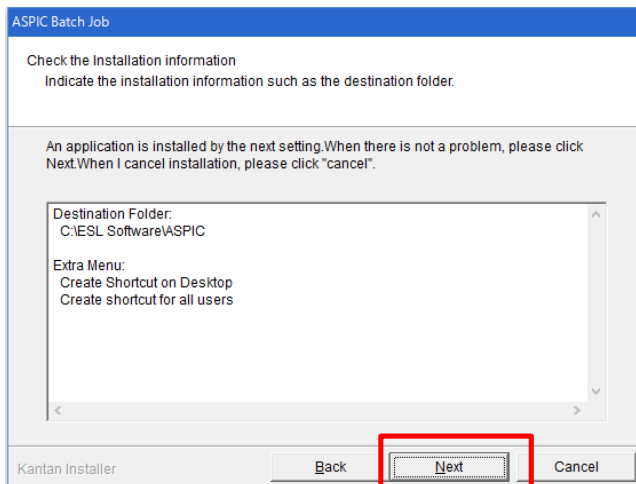 ASPIC Batch Job
Check the Installation information
Indicate the installation information such as the destination folder.
An application is installed by the next setting.When there is not a problem, please click
Next.When I cancel installation, please click "cancel".
Destination Folder:
C:\ESL Software\ASPIC
Extra Menu:
Create Shortcut on Desktop
Create shortcut for all users
Kantan Installer
Back
Next
Cancel